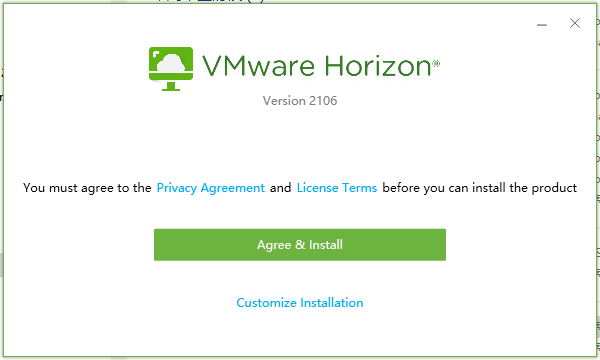 VMware Horizon®
Version 2106
You must agree to the Privacy Agreement and License Terms before you can install the product
Agree & Install
Customize Installation